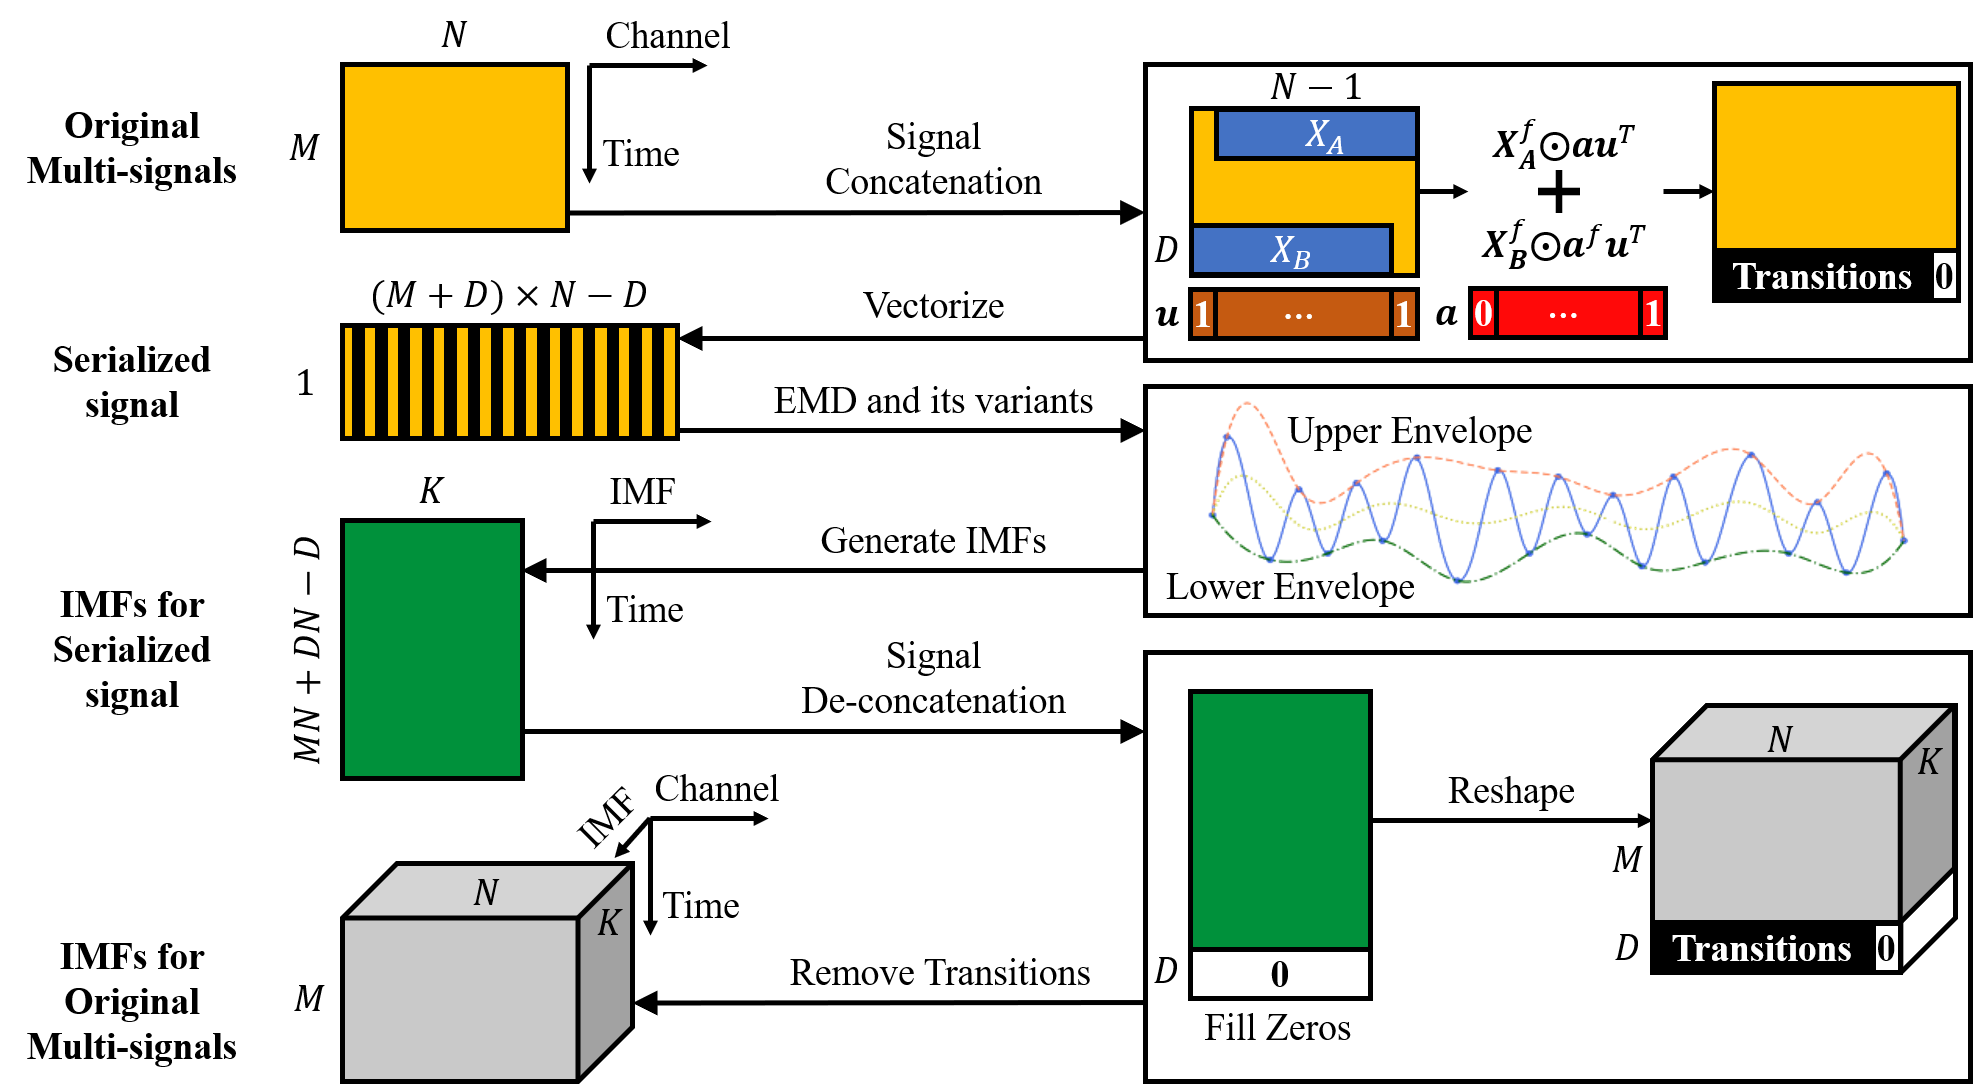 N
Channel
Original
Multi-signals
M
Time
Signal
Concatenation
N − 1
X_A
D
X_B
X_A^f ⊙ au^T
+
X_B^f ⊙ a^f u^T
Transitions 0
u 1 ... 1
a 0 ... 1
Serialized
signal
(M + D) × N − D
1
Vectorize
EMD and its variants
Upper Envelope
Lower Envelope
IMFs for
Serialized
signal
K
IMF
MN + DN − D
Time
Generate IMFs
Signal
De-concatenation
D
0
Fill Zeros
Reshape
N
K
M
D
Transitions 0
IMFs for
Original
Multi-signals
IMF
Channel
Time
N
K
M
Remove Transitions